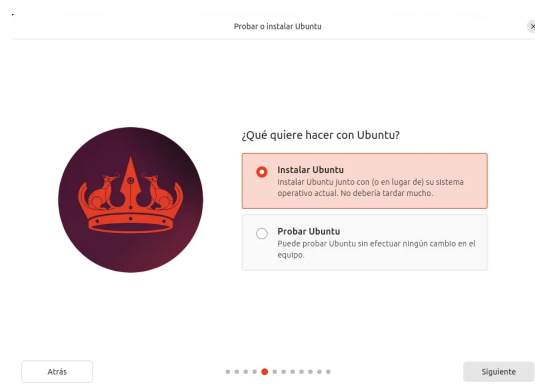 Probar o instalar Ubuntu
¿Qué quiere hacer con Ubuntu?
Instalar Ubuntu
Instalar Ubuntu junto con (o en lugar de) su sistema
operativo actual. No debería tardar mucho.
Probar Ubuntu
Puede probar Ubuntu sin efectuar ningún cambio en el
equipo.
Atrás
Siguiente